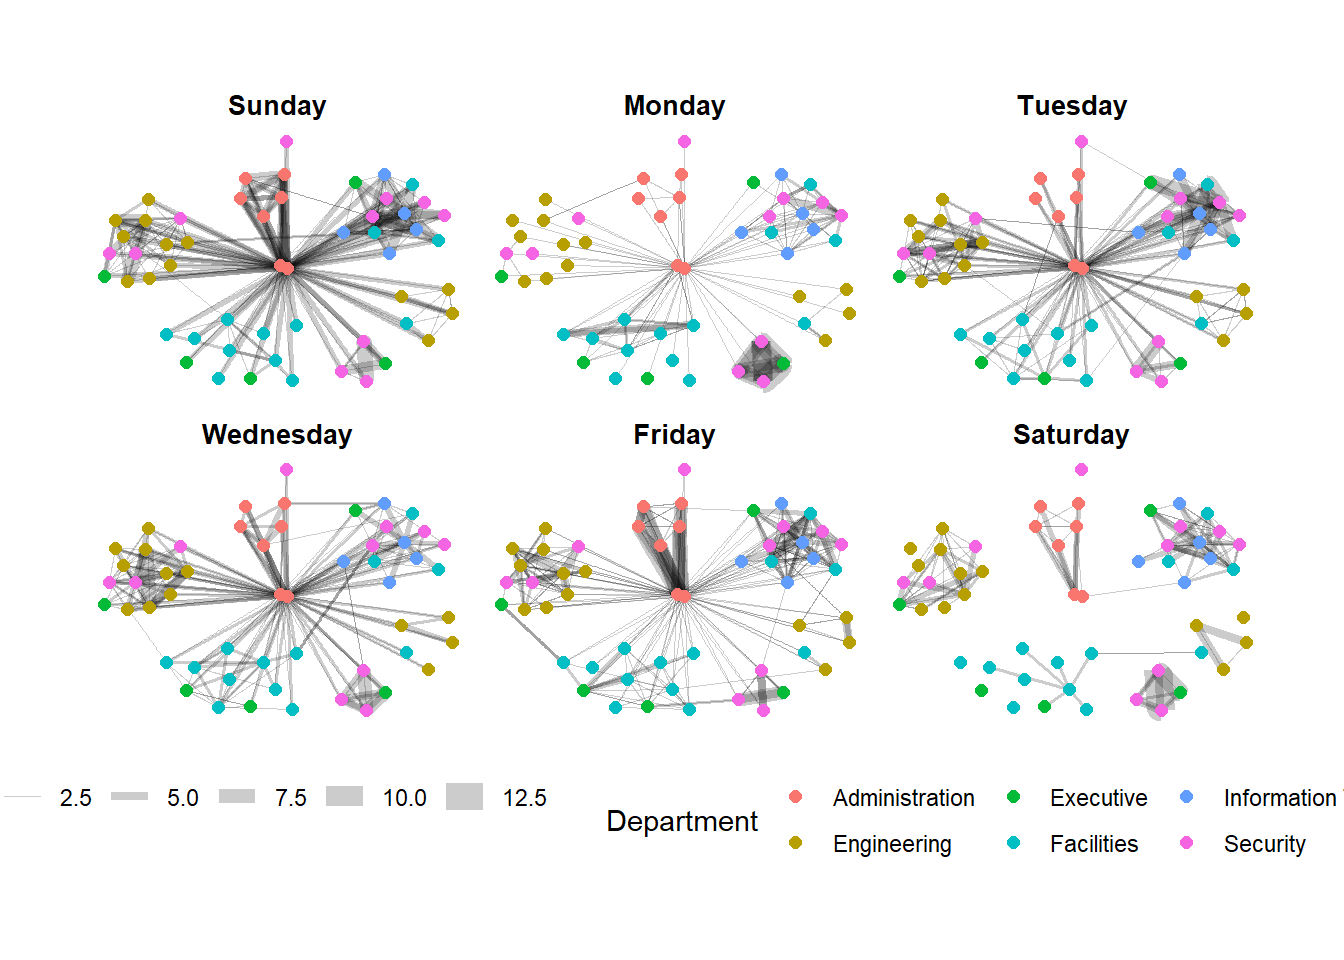 Sunday Monday Tuesday
Wednesday Friday Saturday
2.5 5.0 7.5 10.0 12.5
Department
Administration Executive Information
Engineering Facilities Security